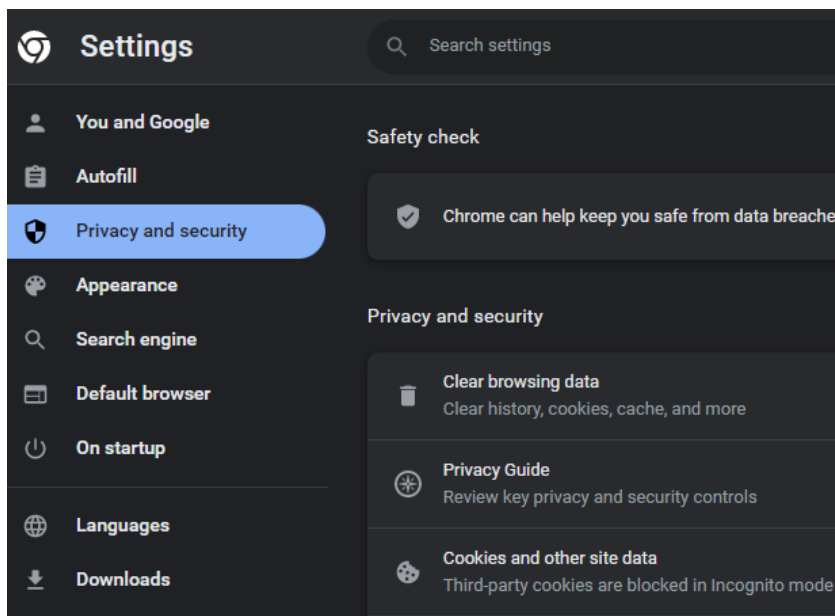 Settings
Search settings
You and Google
Autofill
Privacy and security
Appearance
Search engine
Default browser
On startup
Languages
Downloads
Safety check
Chrome can help keep you safe from data breache
Privacy and security
Clear browsing data
Clear history, cookies, cache, and more
Privacy Guide
Review key privacy and security controls
Cookies and other site data
Third-party cookies are blocked in Incognito mode